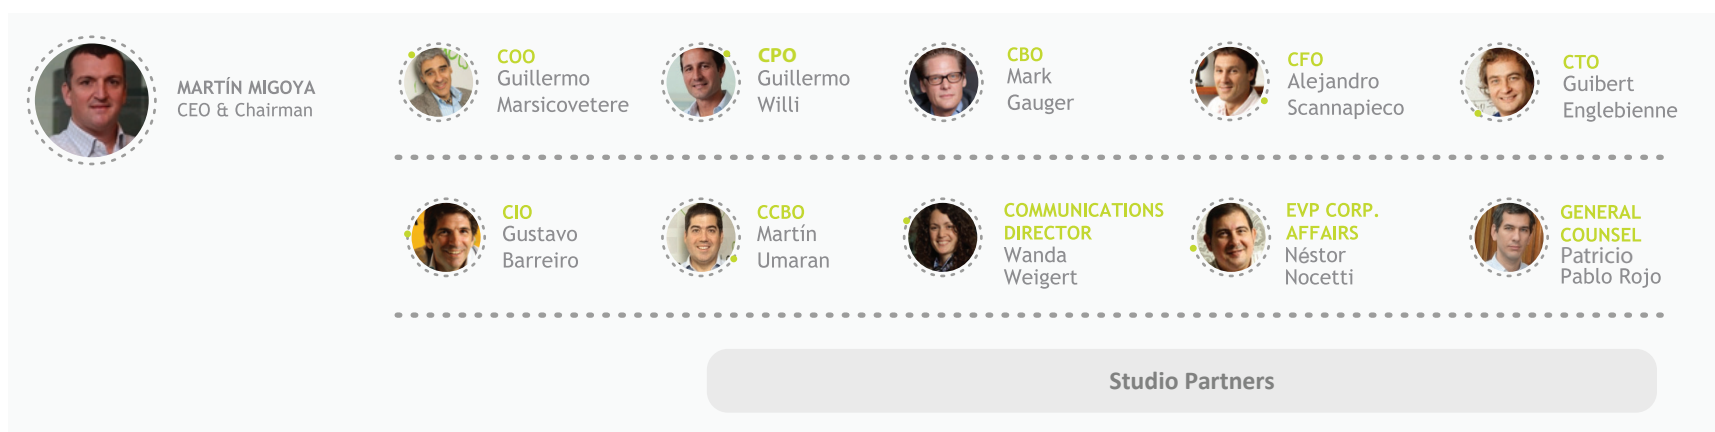 MARTÍN MIGOYA
CEO & Chairman
COO
Guillermo
Marsicovetere
CPO
Guillermo
Willi
CBO
Mark
Gauger
CFO
Alejandro
Scannapieco
CTO
Guibert
Englebienne
CIO
Gustavo
Barreiro
CCBO
Martín
Umaran
COMMUNICATIONS
DIRECTOR
Wanda
Weigert
EVP CORP.
AFFAIRS
Néstor
Nocetti
GENERAL
COUNSEL
Patricio
Pablo Rojo
Studio Partners